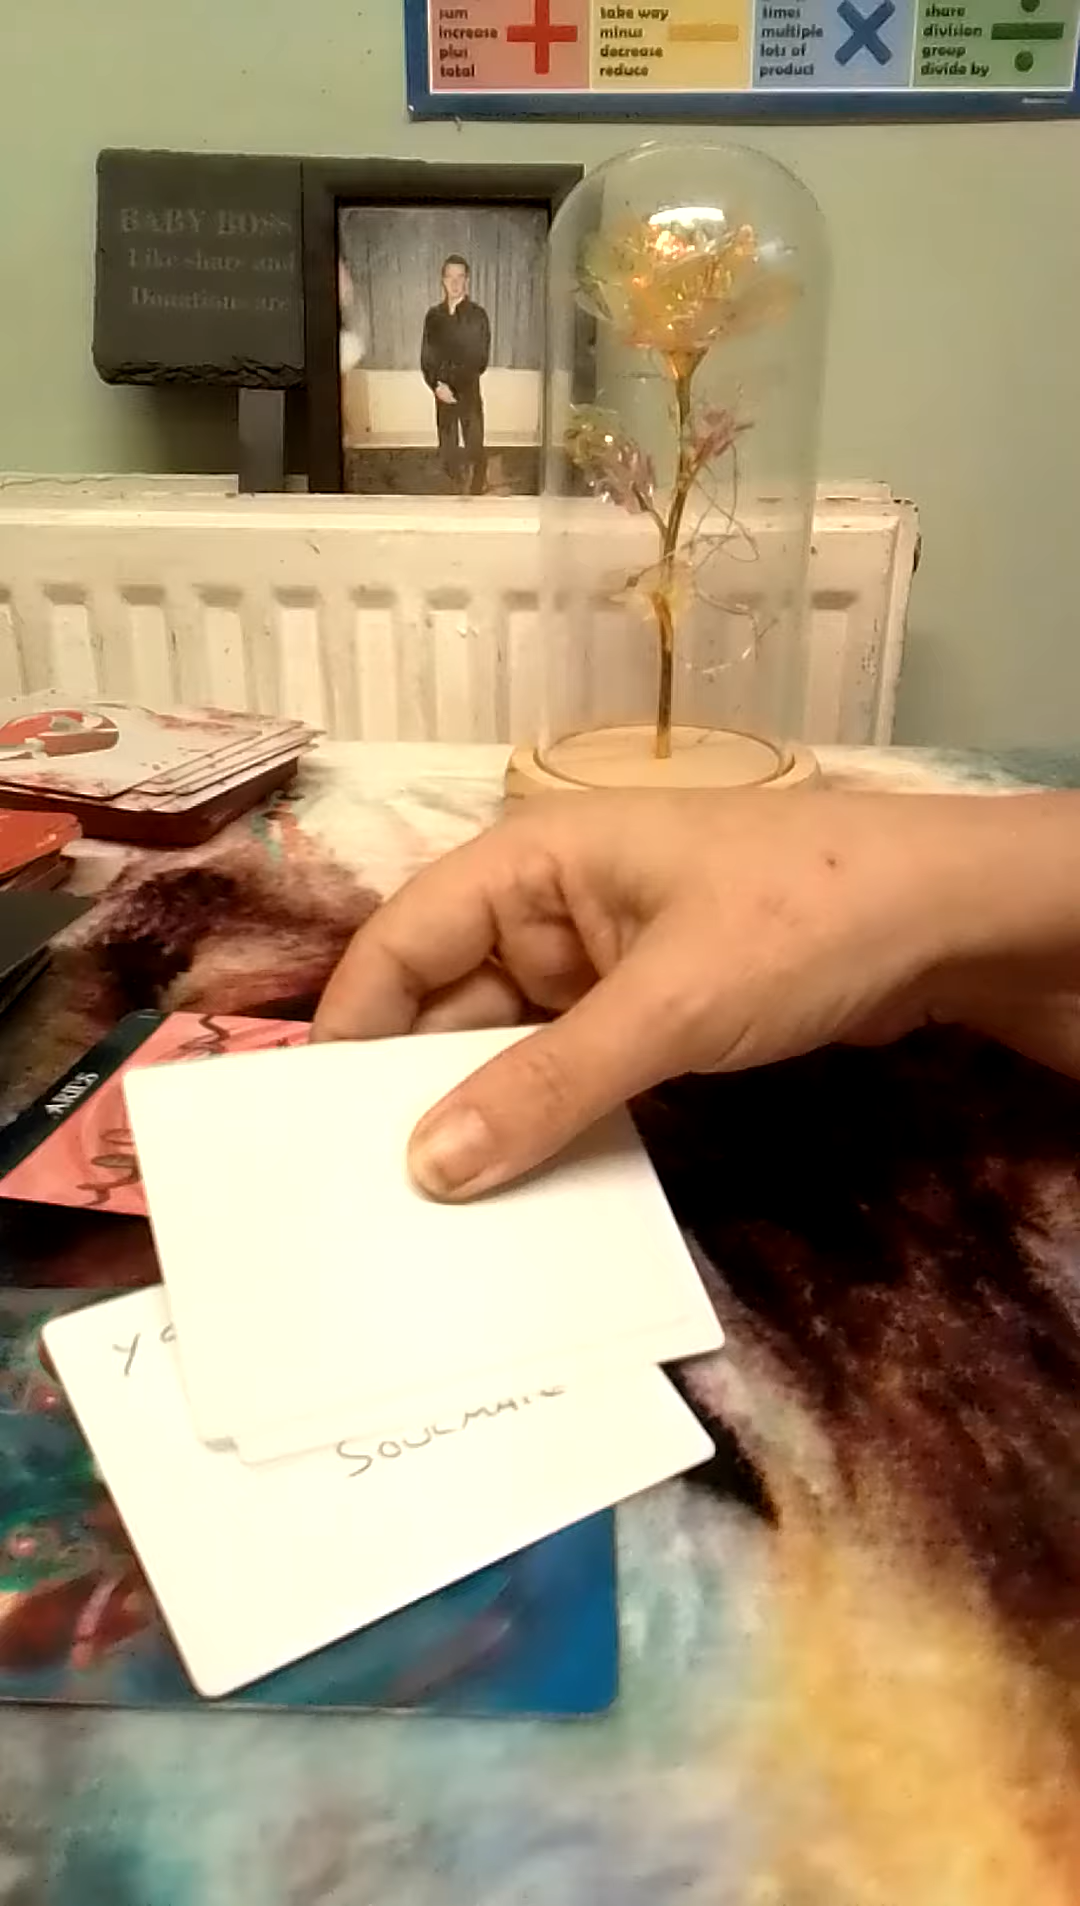 sum
increase
plus
total
take way
minus
decrease
reduce
times
multiple
lots of
product
share
division
group
divide by
BABY BOSS
Like share and
Donations are
ARIES
SOULMATE